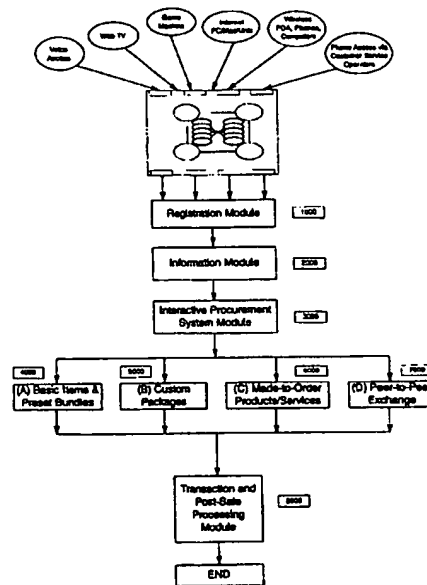 Voice
Access
Web TV
Game
Machine
Internet
Wireless
PDA, Phones,
Computers
Phone Access via
Customer Service
Operators
Registration Module
1000
Information Module
2000
Interactive Procurement
System Module
3000
4000
5000
6000
7000
(A) Basic Items &
Preset Bundles
(B) Custom
Packages
(C) Made-to-Order
Products/Services
(D) Peer-to-Peer
Exchange
Transaction and
Post-Sale
Processing
Module
8000
END